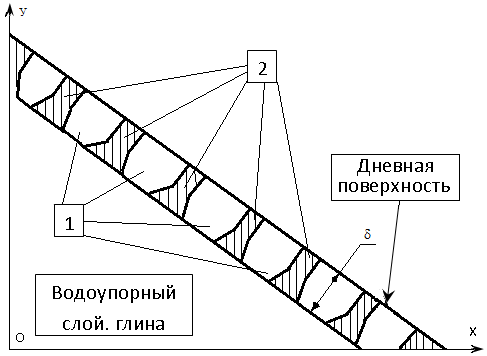 У
2
Дневная
поверхность
1
δ
Водоупорный
слой. глина
О
Х